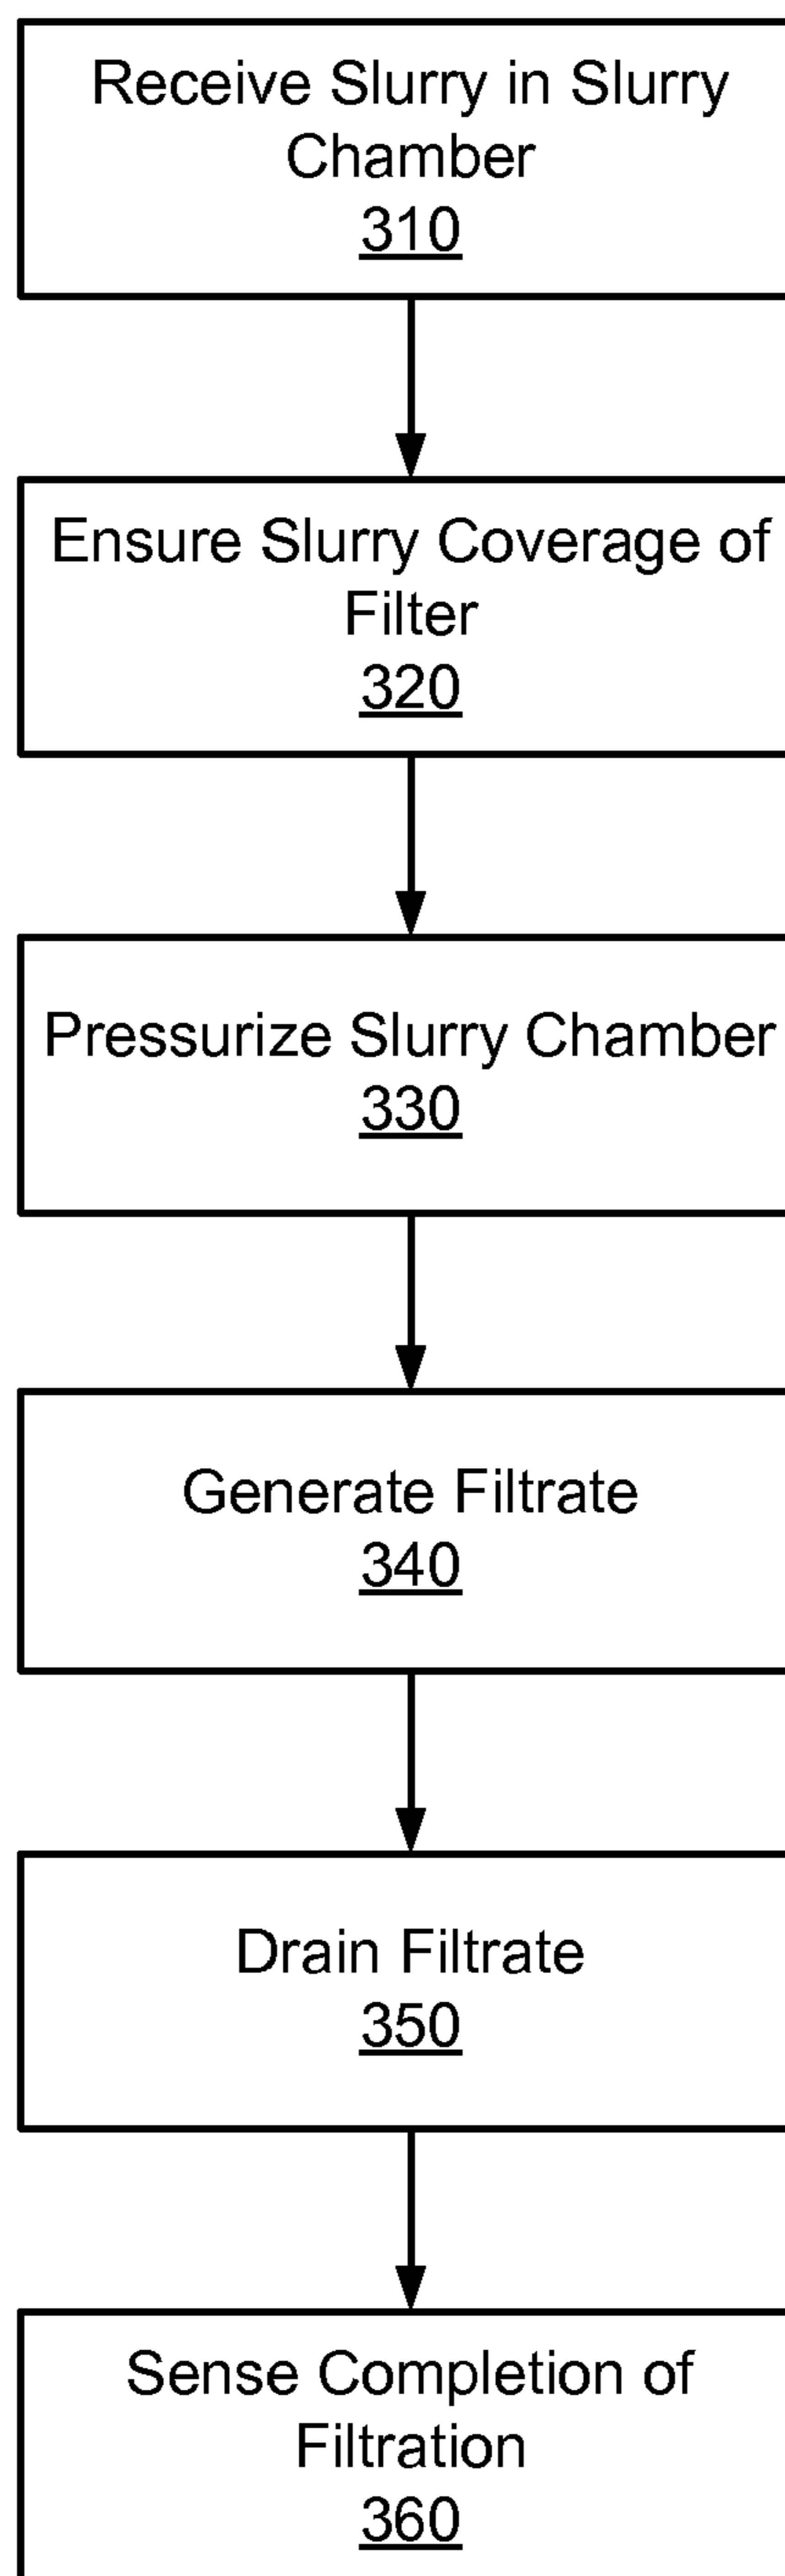 Receive Slurry in Slurry
Chamber
310
Ensure Slurry Coverage of
Filter
320
Pressurize Slurry Chamber
330
Generate Filtrate
340
Drain Filtrate
350
Sense Completion of
Filtration
360